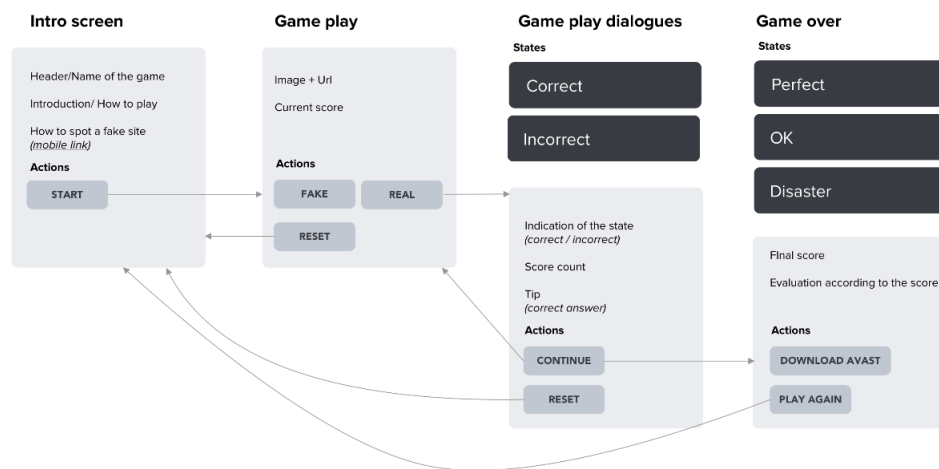 Intro screen
Header/Name of the game
Introduction/ How to play
How to spot a fake site
(mobile link)
Actions
START
Game play
Image + Url
Current score
Actions
FAKE
REAL
RESET
Game play dialogues
States
Correct
Incorrect
Indication of the state
(correct / incorrect)
Score count
Tip
(correct answer)
Actions
CONTINUE
RESET
Game over
States
Perfect
OK
Disaster
FInal score
Evaluation according to the score
Actions
DOWNLOAD AVAST
PLAY AGAIN